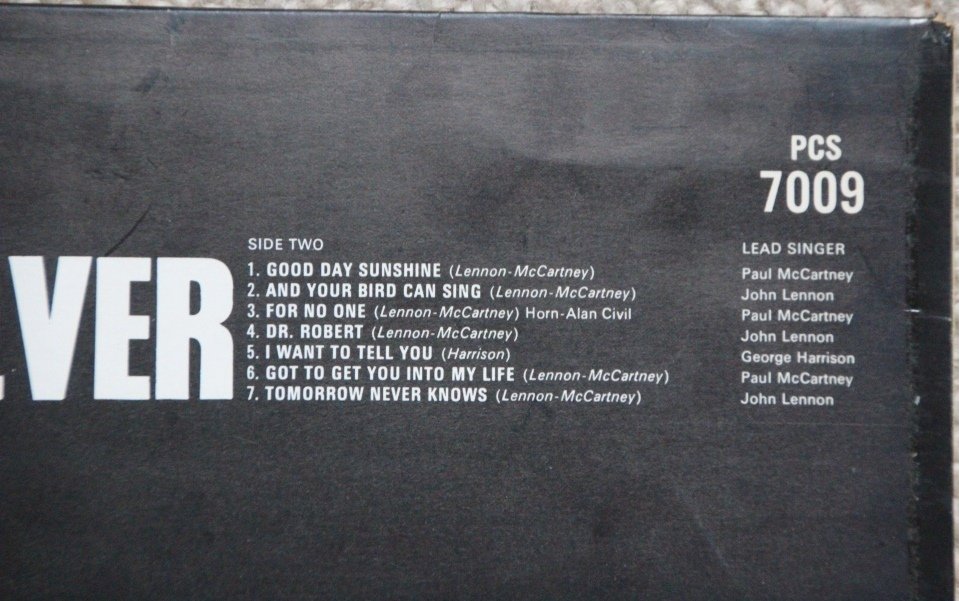 PCS
7009
VER
SIDE TWO
LEAD SINGER
1. GOOD DAY SUNSHINE (Lennon-McCartney) Paul McCartney
2. AND YOUR BIRD CAN SING (Lennon-McCartney) John Lennon
3. FOR NO ONE (Lennon-McCartney) Horn-Alan Civil Paul McCartney
4. DR. ROBERT (Lennon-McCartney) John Lennon
5. I WANT TO TELL YOU (Harrison) George Harrison
6. GOT TO GET YOU INTO MY LIFE (Lennon-McCartney) Paul McCartney
7. TOMORROW NEVER KNOWS (Lennon-McCartney) John Lennon